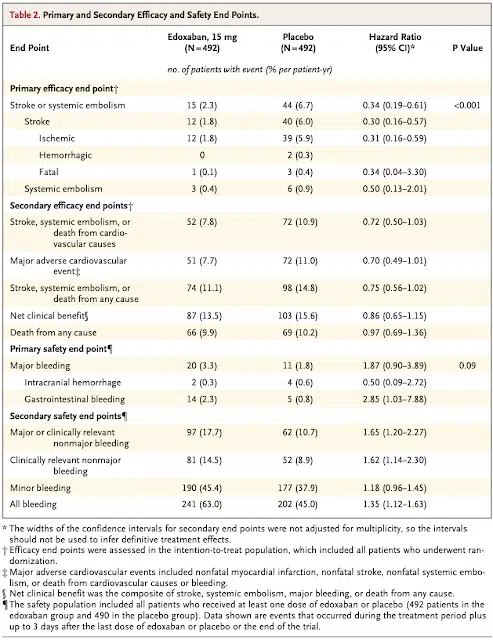 Table 2. Primary and Secondary Efficacy and Safety End Points.
End Point Edoxaban, 15 mg (N=492) Placebo (N=492) Hazard Ratio (95% CI)* P Value
no. of patients with event (% per patient-yr)
Primary efficacy end point†
Stroke or systemic embolism 15 (2.3) 44 (6.7) 0.34 (0.19–0.61) <0.001
Stroke 12 (1.8) 40 (6.0) 0.30 (0.16–0.57)
Ischemic 12 (1.8) 39 (5.9) 0.31 (0.16–0.59)
Hemorrhagic 0 2 (0.3)
Fatal 1 (0.1) 3 (0.4) 0.34 (0.04–3.30)
Systemic embolism 3 (0.4) 6 (0.9) 0.50 (0.13–2.01)
Secondary efficacy end points†
Stroke, systemic embolism, or 52 (7.8) 72 (10.9) 0.72 (0.50–1.03)
death from cardio-
vascular causes
Major adverse cardiovascular 51 (7.7) 72 (11.0) 0.70 (0.49–1.01)
event‡
Stroke, systemic embolism, or 74 (11.1) 98 (14.8) 0.75 (0.56–1.02)
death from any cause
Net clinical benefit§ 87 (13.5) 103 (15.6) 0.86 (0.65–1.15)
Death from any cause 66 (9.9) 69 (10.2) 0.97 (0.69–1.36)
Primary safety end point¶
Major bleeding 20 (3.3) 11 (1.8) 1.87 (0.90–3.89) 0.09
Intracranial hemorrhage 2 (0.3) 4 (0.6) 0.50 (0.09–2.72)
Gastrointestinal bleeding 14 (2.3) 5 (0.8) 2.85 (1.03–7.88)
Secondary safety end points¶
Major or clinically relevant 97 (17.7) 62 (10.7) 1.65 (1.20–2.27)
nonmajor bleeding
Clinically relevant nonmajor 81 (14.5) 52 (8.9) 1.62 (1.14–2.30)
bleeding
Minor bleeding 190 (45.4) 177 (37.9) 1.18 (0.96–1.45)
All bleeding 241 (63.0) 202 (45.0) 1.35 (1.12–1.63)
* The widths of the confidence intervals for secondary end points were not adjusted for multiplicity, so the intervals
should not be used to infer definitive treatment effects.
† Efficacy end points were assessed in the intention-to-treat population, which included all patients who underwent ran-
domization.
‡ Major adverse cardiovascular events included nonfatal myocardial infarction, nonfatal stroke, nonfatal systemic embo-
lism, or death from cardiovascular causes or bleeding.
§ Net clinical benefit was the composite of stroke, systemic embolism, major bleeding, or death from any cause.
¶ The safety population included all patients who received at least one dose of edoxaban or placebo (492 patients in the
edoxaban group and 490 in the placebo group). Data shown are events that occurred during the treatment period plus
up to 3 days after the last dose of edoxaban or placebo or the end of the trial.